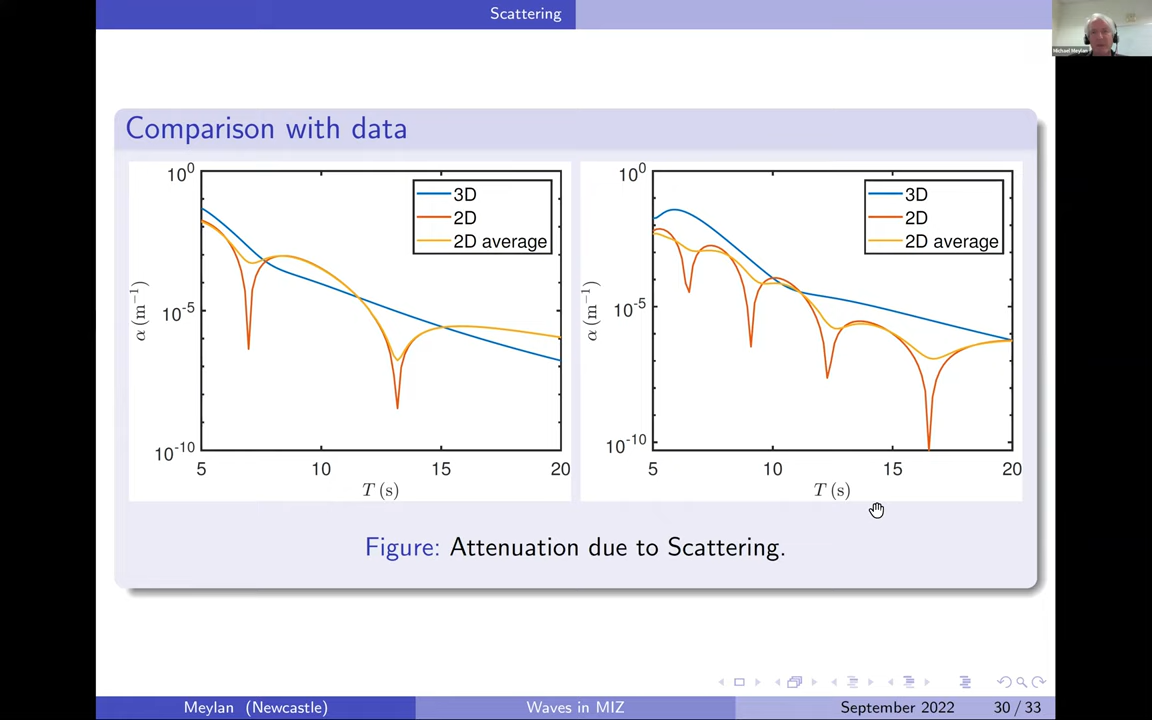 Scattering
Michael Meylan
Comparison with data
10^0
10^-5
10^-10
α (m^-1)
3D
2D
2D average
5 10 15 20
T (s)
10^0
10^-5
10^-10
α (m^-1)
3D
2D
2D average
5 10 15 20
T (s)
Figure: Attenuation due to Scattering.
Meylan (Newcastle) Waves in MIZ September 2022 30 / 33